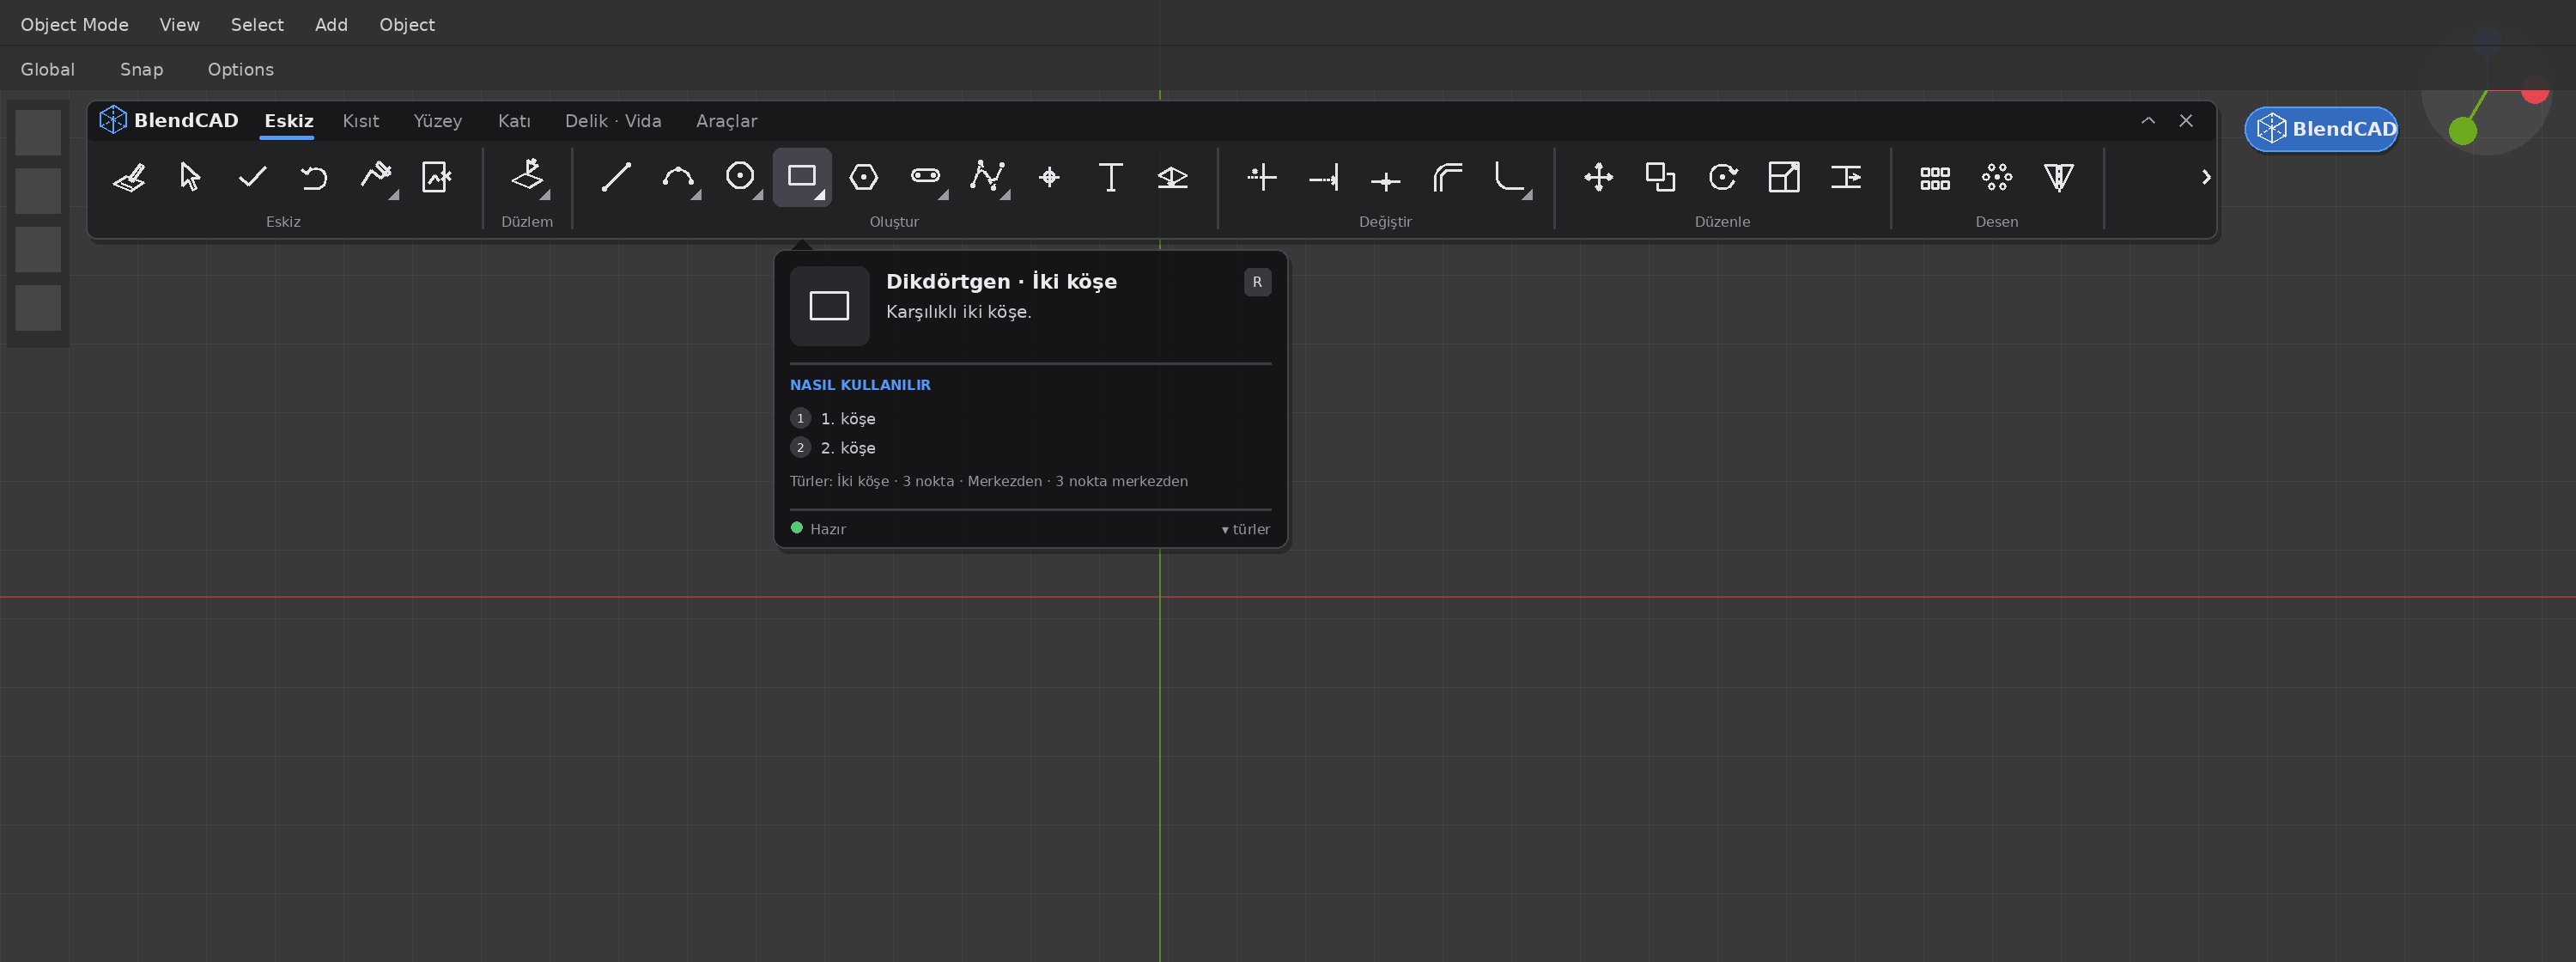 Object Mode View Select Add Object
Global Snap Options
BlendCAD Eskiz Kısıt Yüzey Katı Delik · Vida Araçlar
BlendCAD
Eskiz Düzlem Oluştur Değiştir Düzenle Desen
Dikdörtgen · İki köşe R
Karşılıklı iki köşe.
NASIL KULLANILIR
1 1. köşe
2 2. köşe
Türler: İki köşe · 3 nokta · Merkezden · 3 nokta merkezden
Hazır ▾ türler